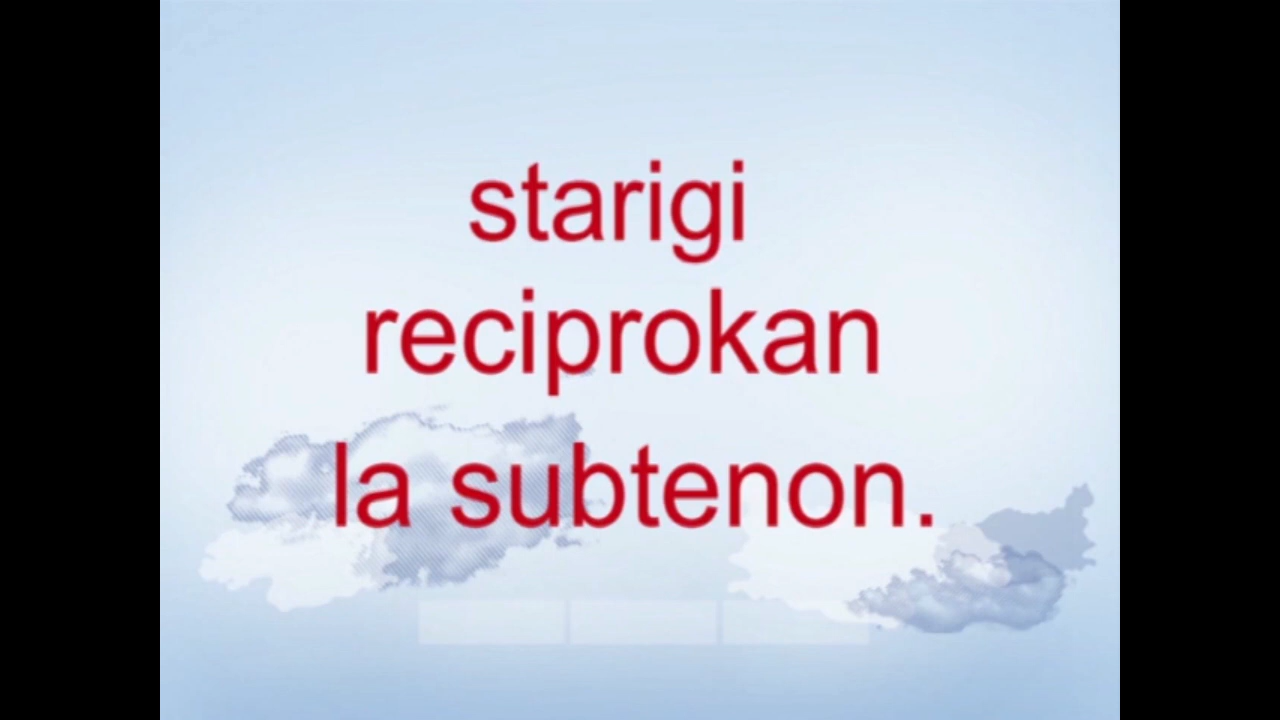 starigi
reciprokan
la subtenon.